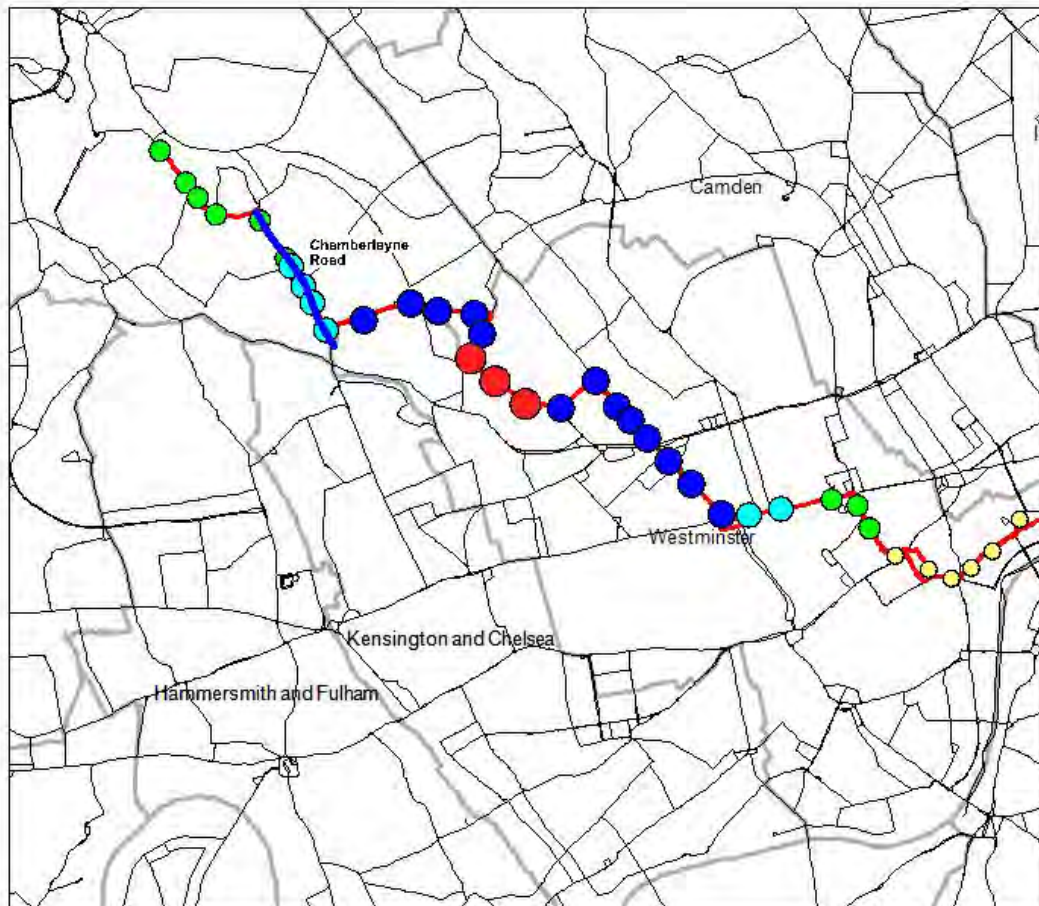 Camden
Chamberlayne
Road
Westminster
Kensington and Chelsea
Hammersmith and Fulham